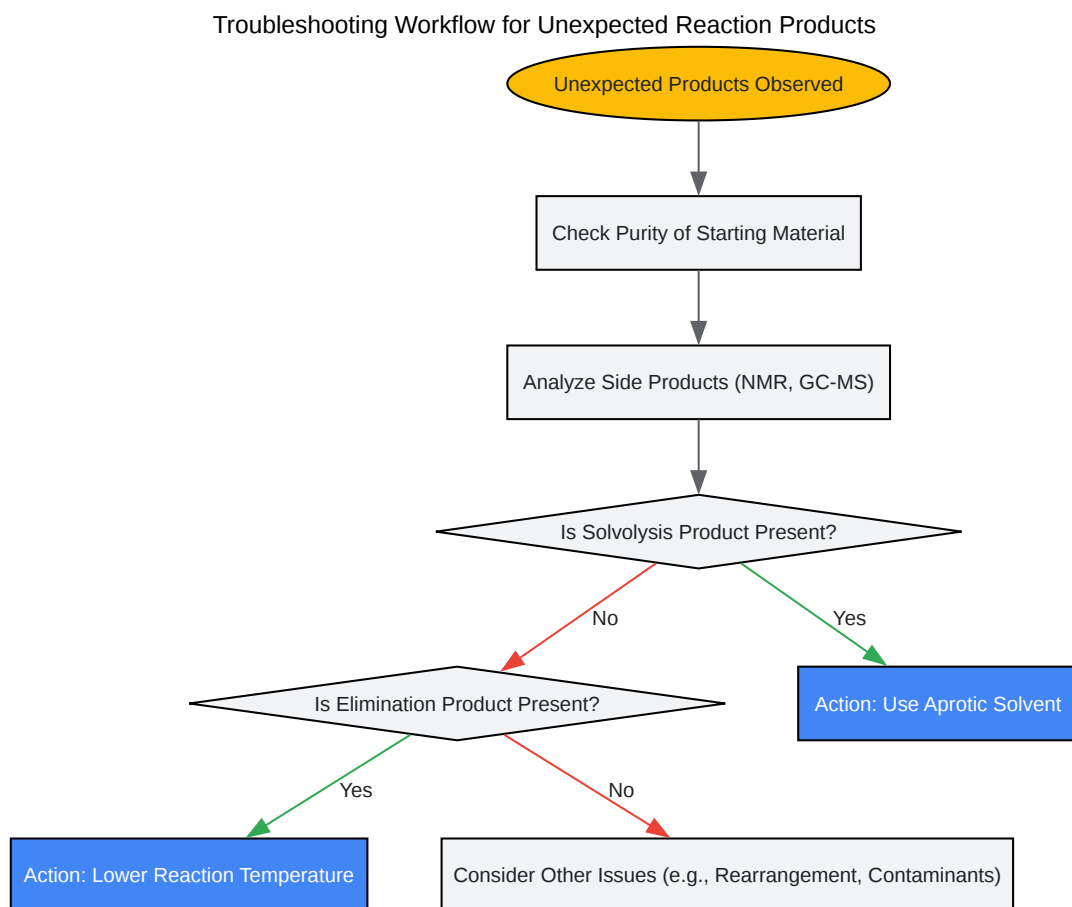 Troubleshooting Workflow for Unexpected Reaction Products
Unexpected Products Observed
Check Purity of Starting Material
Analyze Side Products (NMR, GC-MS)
Is Solvolysis Product Present?
No
Yes
Is Elimination Product Present?
Action: Use Aprotic Solvent
Yes
No
Action: Lower Reaction Temperature
Consider Other Issues (e.g., Rearrangement, Contaminants)